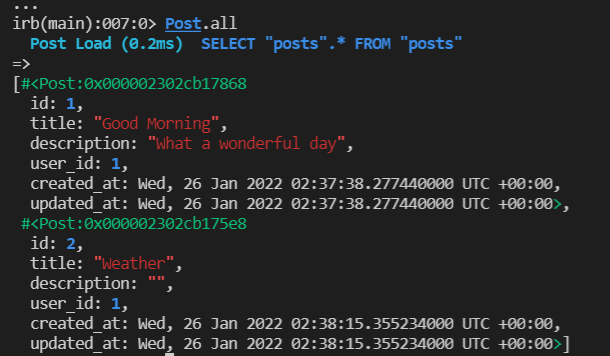 ...
irb(main):007:0> Post.all
  Post Load (0.2ms)  SELECT "posts".* FROM "posts"
=>
[#<Post:0x000002302cb17868
  id: 1,
  title: "Good Morning",
  description: "What a wonderful day",
  user_id: 1,
  created_at: Wed, 26 Jan 2022 02:37:38.277440000 UTC +00:00,
  updated_at: Wed, 26 Jan 2022 02:37:38.277440000 UTC +00:00>,
 #<Post:0x000002302cb175e8
  id: 2,
  title: "Weather",
  description: "",
  user_id: 1,
  created_at: Wed, 26 Jan 2022 02:38:15.355234000 UTC +00:00,
  updated_at: Wed, 26 Jan 2022 02:38:15.355234000 UTC +00:00>]